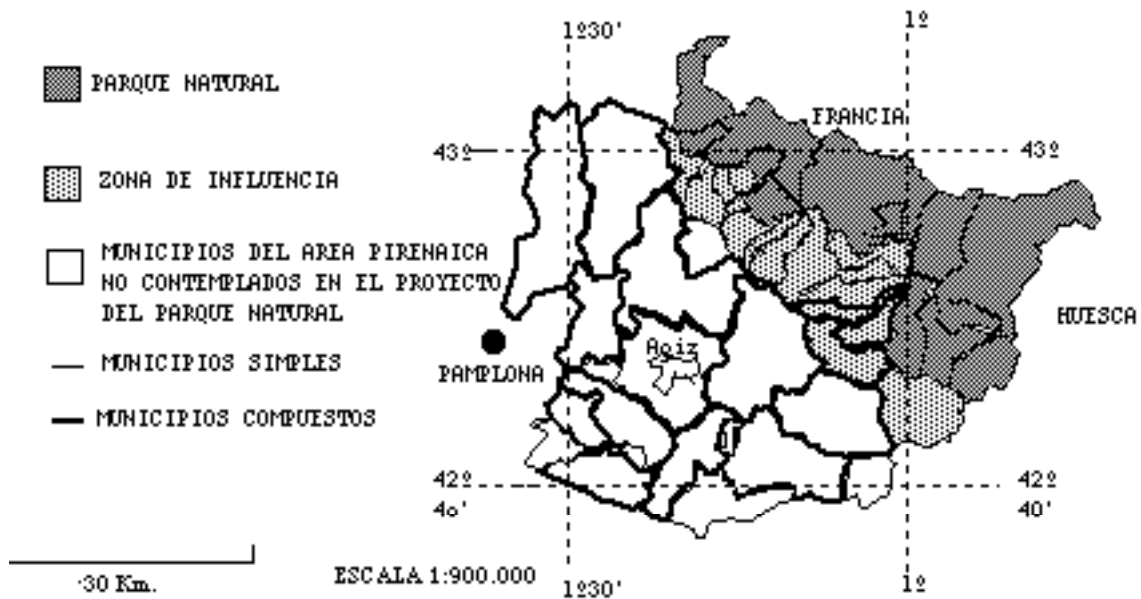 1º30'
1º
PARQUE NATURAL
FRANCIA
43º
43º
ZONA DE INFLUENCIA
MUNICIPIOS DEL AREA PIRENAICA
NO CONTEMPLADOS EN EL PROYECTO
DEL PARQUE NATURAL
HUESCA
Aoiz
MUNICIPIOS SIMPLES
PAMPLONA
MUNICIPIOS COMPUESTOS
42º
40'
42º
40'
30 Km.
ESCALA 1:900.000
1º30'
1º